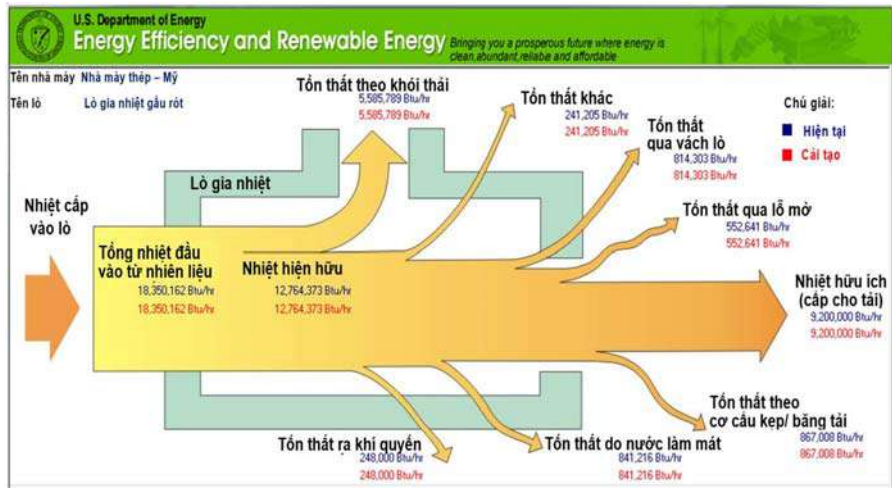 U.S. Department of Energy
Energy Efficiency and Renewable Energy
Bringing you a prosperous future where energy is
clean,abundant,reliabe and affordable
Tên nhà máy Nhà mày thép – Mỹ
Tên lò Lò gia nhiệt gầu rót
Tổn thất theo khói thải
5,585,789 Btu/hr
5,585,789 Btu/hr
Tổn thất khác
241,205 Btu/hr
241,205 Btu/hr
Chú giải:
Hiện tại
Cải tạo
Tổn thất
qua vách lò
814,303 Btu/hr
814,303 Btu/hr
Lò gia nhiệt
Nhiệt cấp
vào lò
Tổn thất qua lỗ mở
552,641 Btu/hr
552,641 Btu/hr
Tổng nhiệt đầu
vào từ nhiên liệu
18,350,162 Btu/hr
18,350,162 Btu/hr
Nhiệt hiện hữu
12,764,373 Btu/hr
12,764,373 Btu/hr
Nhiệt hữu ích
(cấp cho tải)
9,200,000 Btu/hr
9,200,000 Btu/hr
Tổn thất theo
cơ cấu kẹp/ băng tải
867,008 Btu/hr
867,008 Btu/hr
Tổn thất ra khí quyển
248,000 Btu/hr
248,000 Btu/hr
Tổn thất do nước làm mát
841,216 Btu/hr
841,216 Btu/hr